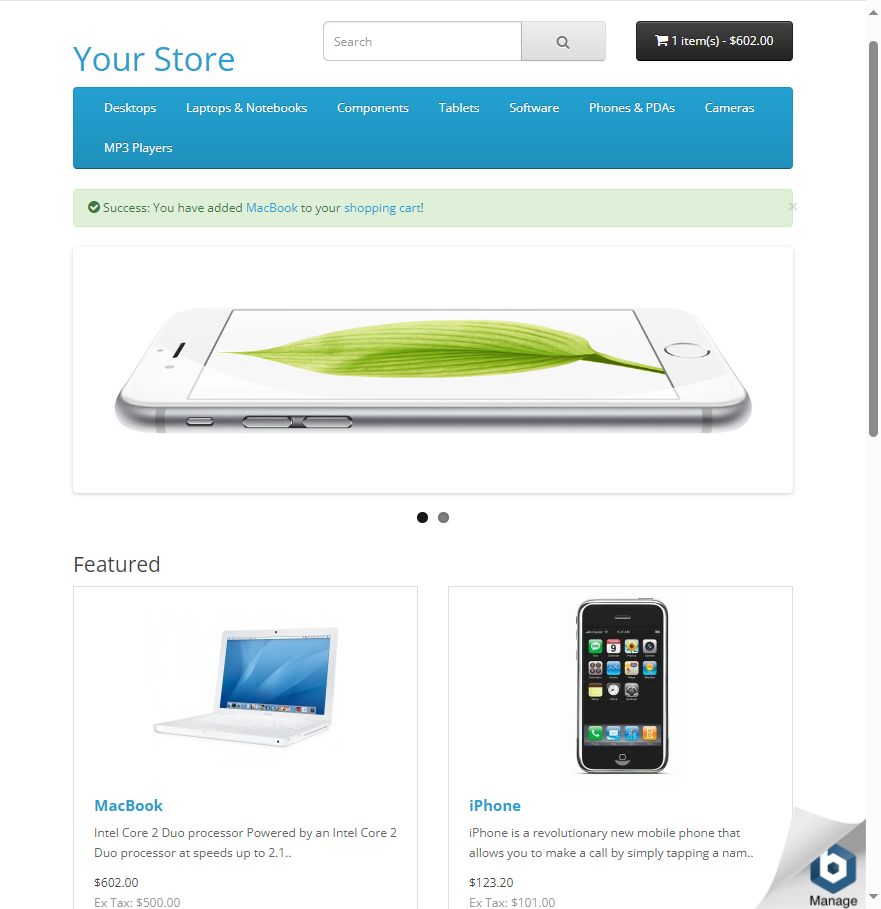 Your Store
Search
1 item(s) - $602.00
Desktops
Laptops & Notebooks
Components
Tablets
Software
Phones & PDAs
Cameras
MP3 Players
Success: You have added MacBook to your shopping cart!
×
Featured
MacBook
Intel Core 2 Duo processor Powered by an Intel Core 2
Duo processor at speeds up to 2.1..
$602.00
Ex Tax: $500.00
iPhone
iPhone is a revolutionary new mobile phone that
allows you to make a call by simply tapping a nam..
$123.20
Ex Tax: $101.00
Manage